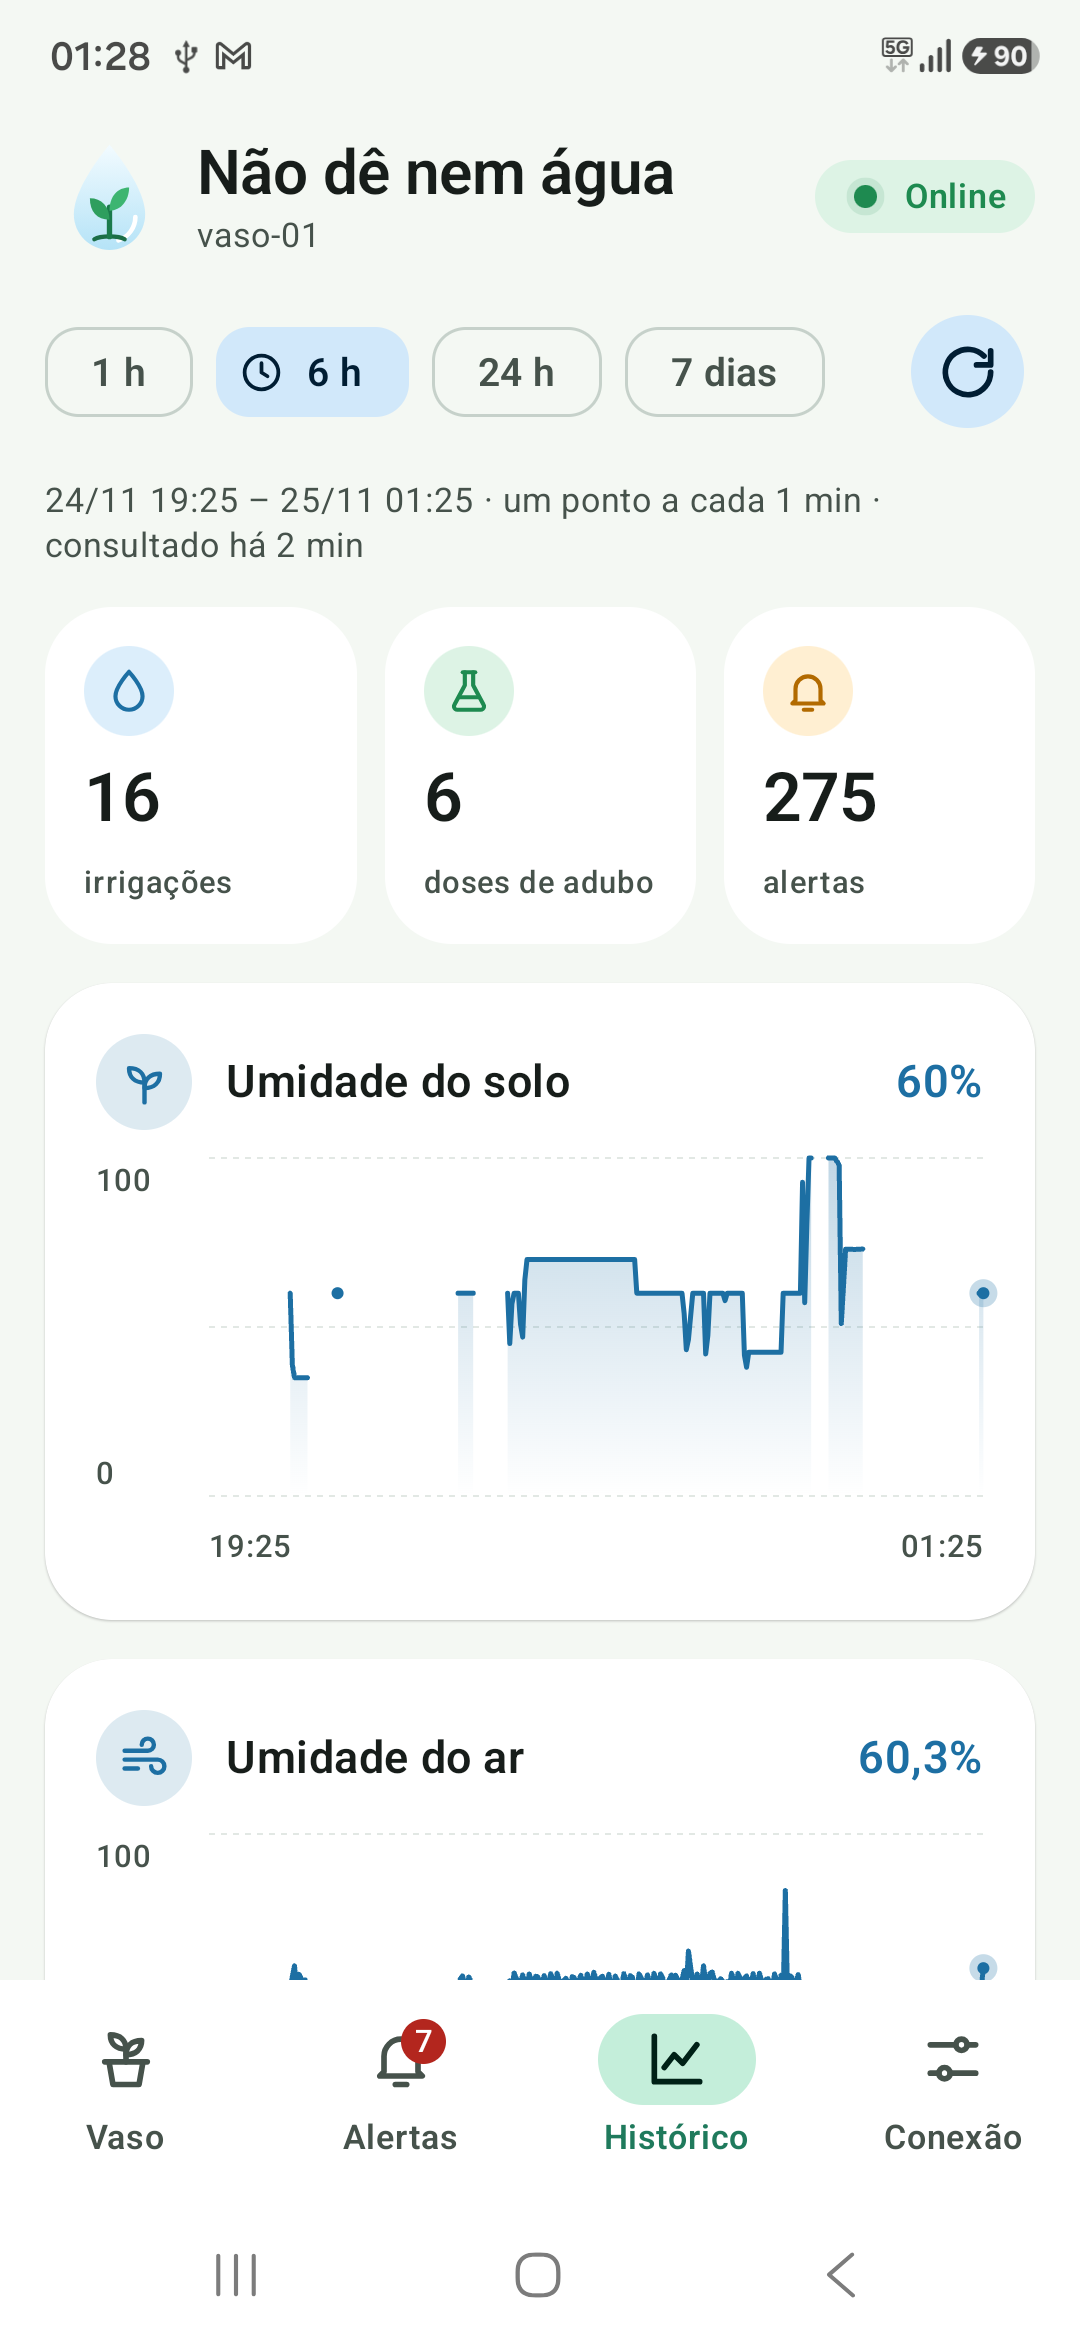 01:28
5G
90
Não dê nem água
vaso-01
Online
1 h
6 h
24 h
7 dias
24/11 19:25 – 25/11 01:25 · um ponto a cada 1 min ·
consultado há 2 min
16
irrigações
6
doses de adubo
275
alertas
Umidade do solo
60%
100
0
19:25
01:25
Umidade do ar
60,3%
100
7
Vaso
Alertas
Histórico
Conexão